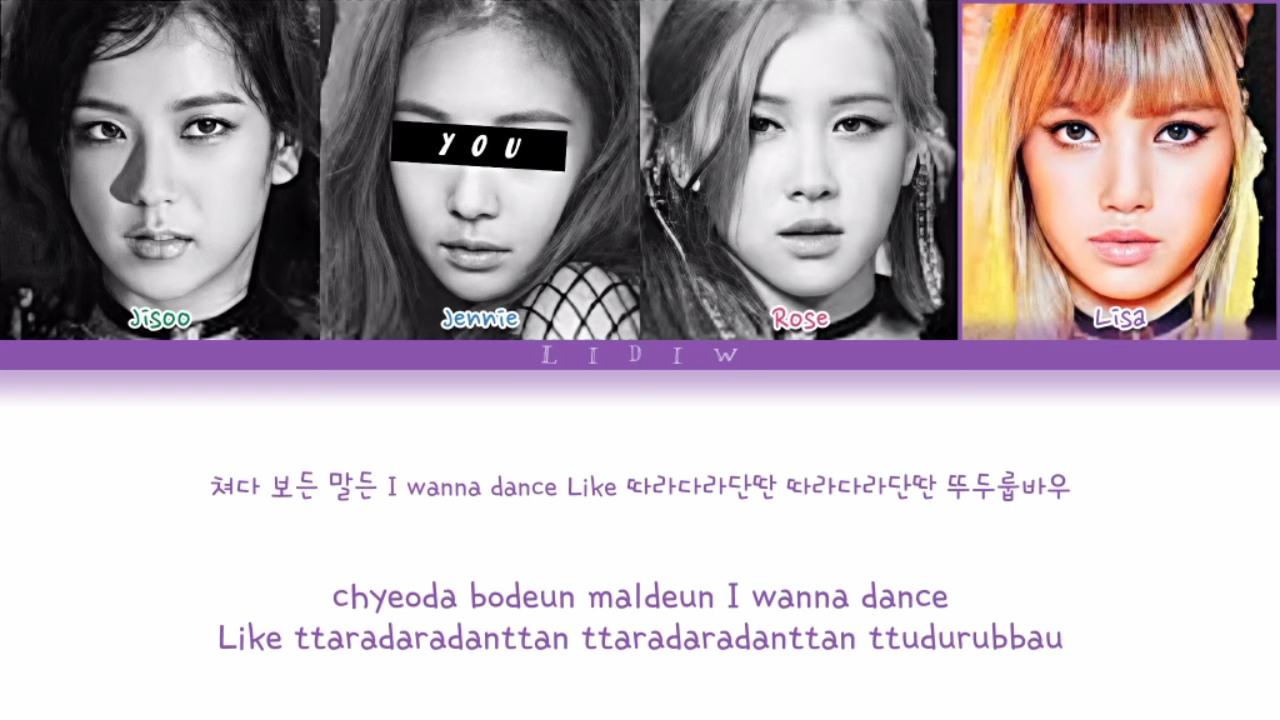 YOU
Jisoo
Jennie
Rose
Lisa
LIDIW
쳐다 보든 말든 I wanna dance Like 따라다라단딴 따라다라단딴 뚜두룹바우
chyeoda bodeun maldeun I wanna dance
Like ttaradaradanttan ttaradaradanttan ttudurubbau